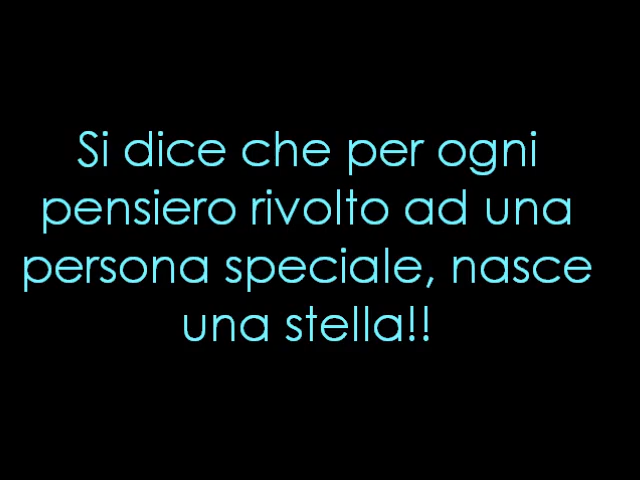 Si dice che per ogni
pensiero rivolto ad una
persona speciale, nasce
una stella!!